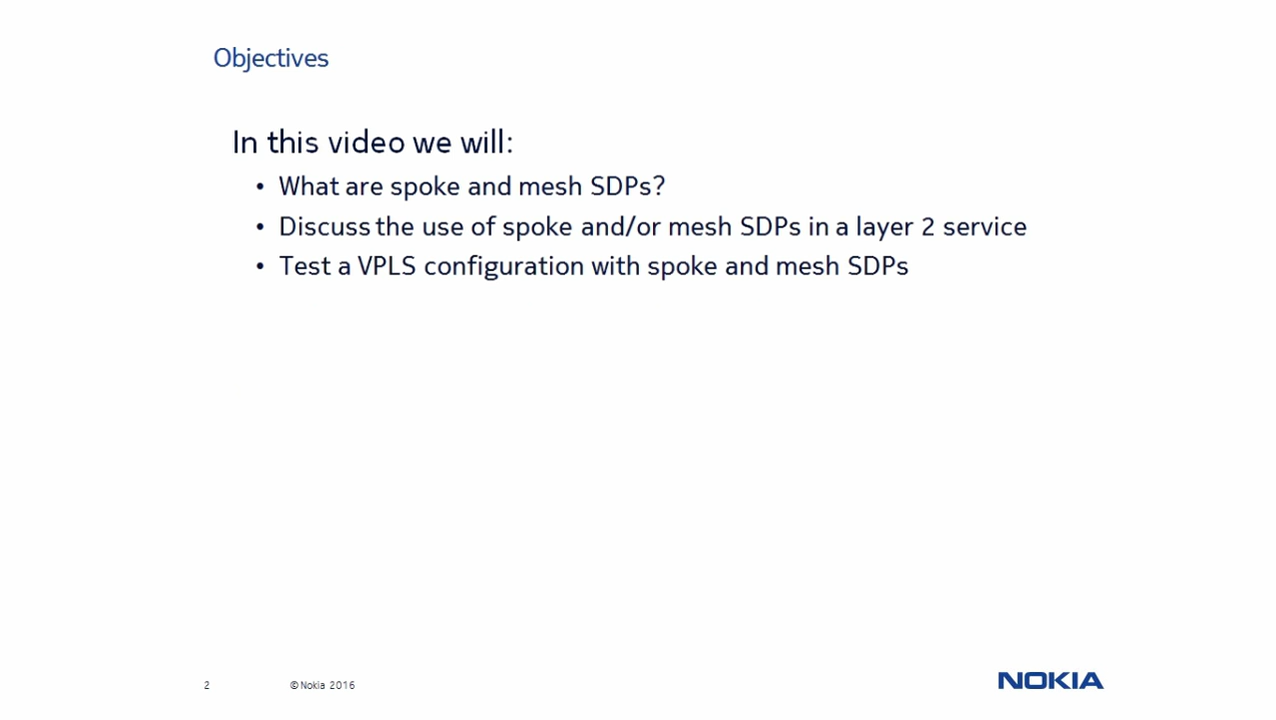 Objectives
In this video we will:
• What are spoke and mesh SDPs?
• Discuss the use of spoke and/or mesh SDPs in a layer 2 service
• Test a VPLS configuration with spoke and mesh SDPs
2 © Nokia 2016 NOKIA